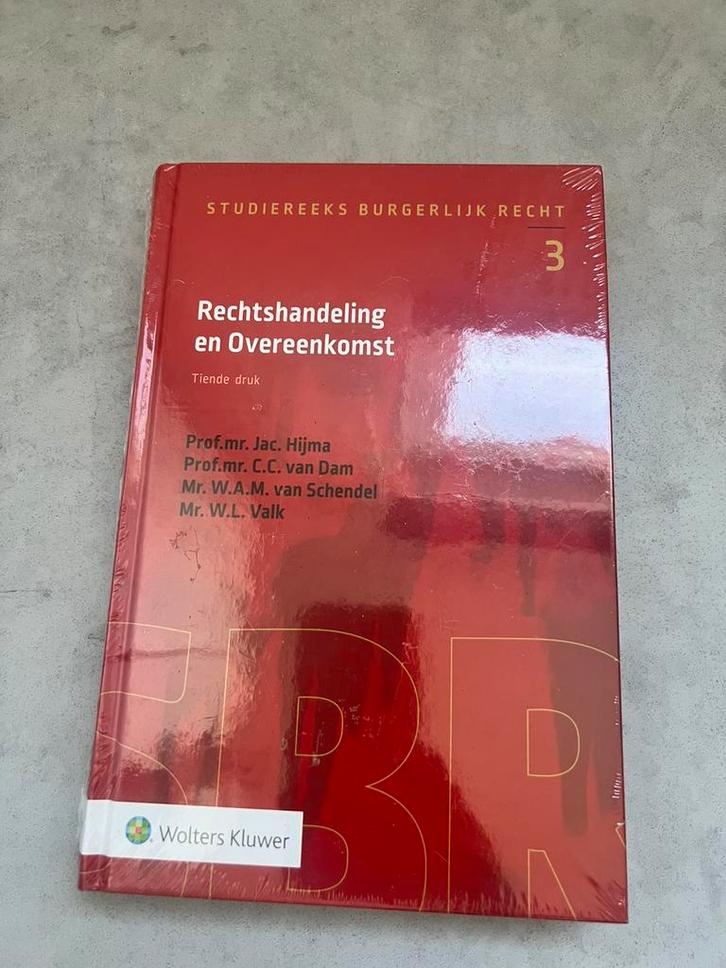 STUDIEREEKS BURGERLIJK RECHT
3
Rechtshandeling
en Overeenkomst
Tiende druk
Prof.mr. Jac. Hijma
Prof.mr. C.C. van Dam
Mr. W.A.M. van Schendel
Mr. W.L. Valk
SBR
Wolters Kluwer